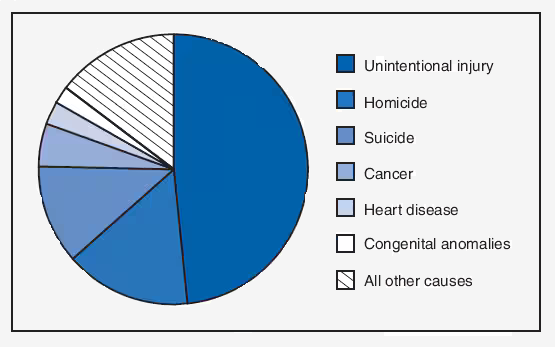 Unintentional injury
Homicide
Suicide
Cancer
Heart disease
Congenital anomalies
All other causes